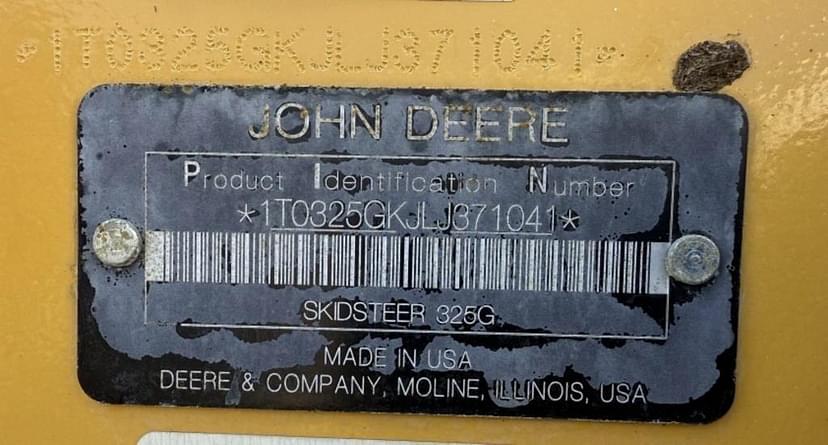 *1T0325GKJLJ371041*
JOHN DEERE
Product Identification Number
*1T0325GKJLJ371041*
SKIDSTEER 325G
MADE IN USA
DEERE & COMPANY, MOLINE, ILLINOIS, USA